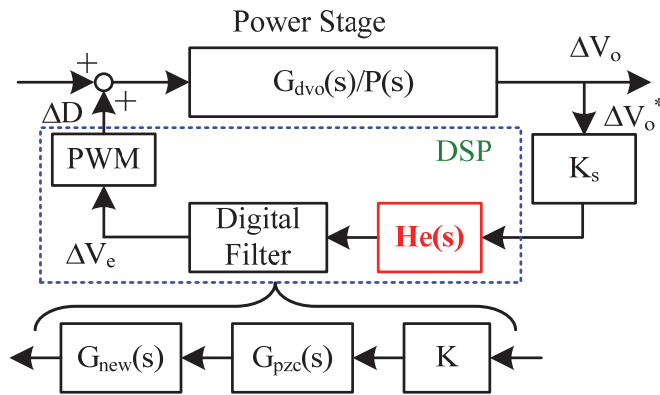 Power Stage
+
+
G_dvo(s)/P(s)
ΔV_o
ΔV_o*
ΔD
DSP
PWM
K_s
Digital
Filter
He(s)
ΔV_e
G_new(s)
G_pzc(s)
K